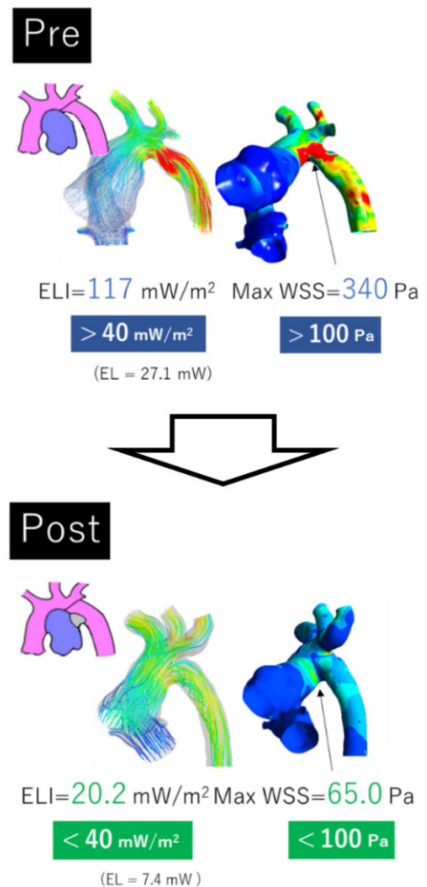 Pre
ELI=117 mW/m² Max WSS=340 Pa
> 40 mW/m² > 100 Pa
(EL = 27.1 mW)
Post
ELI=20.2 mW/m² Max WSS=65.0 Pa
< 40 mW/m² < 100 Pa
(EL = 7.4 mW )